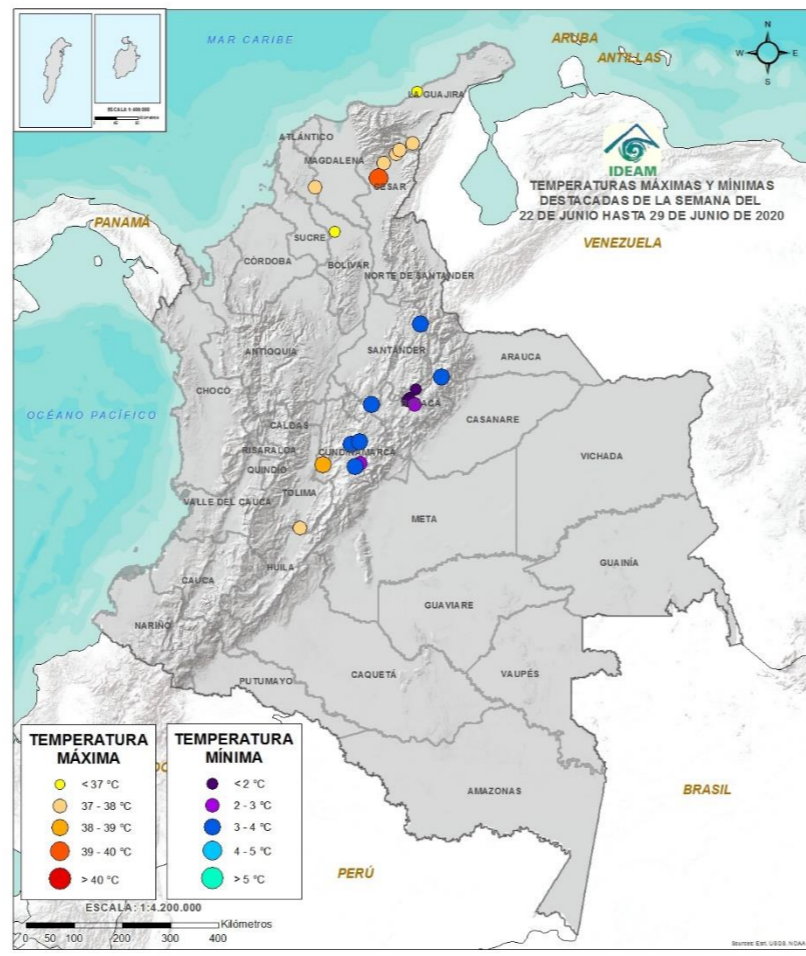 MAR CARIBE
ARUBA
ANTILLAS
N
W E
S
ESCALA 1:4.200.000
LA GUAJIRA
ATLÁNTICO
MAGDALENA
CESAR
IDEAM
TEMPERATURAS MÁXIMAS Y MÍNIMAS
DESTACADAS DE LA SEMANA DEL
22 DE JUNIO HASTA 29 DE JUNIO DE 2020
PANAMÁ
VENEZUELA
SUCRE
CÓRDOBA
BOLÍVAR
NORTE DE SANTANDER
ANTIOQUIA
SANTANDER
ARAUCA
CHOCÓ
OCÉANO PACÍFICO
CALDAS
CASANARE
RISARALDA
CUNDINAMARCA
VICHADA
QUINDÍO
TOLIMA
VALLE DEL CAUCA
META
HUILA
CAUCA
GUAINÍA
GUAVIARE
NARIÑO
PUTUMAYO
CAQUETÁ
VAUPÉS
AMAZONAS
BRASIL
PERÚ
TEMPERATURA
MÁXIMA
< 37 °C
37 - 38 °C
38 - 39 °C
39 - 40 °C
> 40 °C
TEMPERATURA
MÍNIMA
< 2 °C
2 - 3 °C
3 - 4 °C
4 - 5 °C
> 5 °C
Kilómetros
0 50 100 200 300 400
Sources: Esri, USGS, NOAA